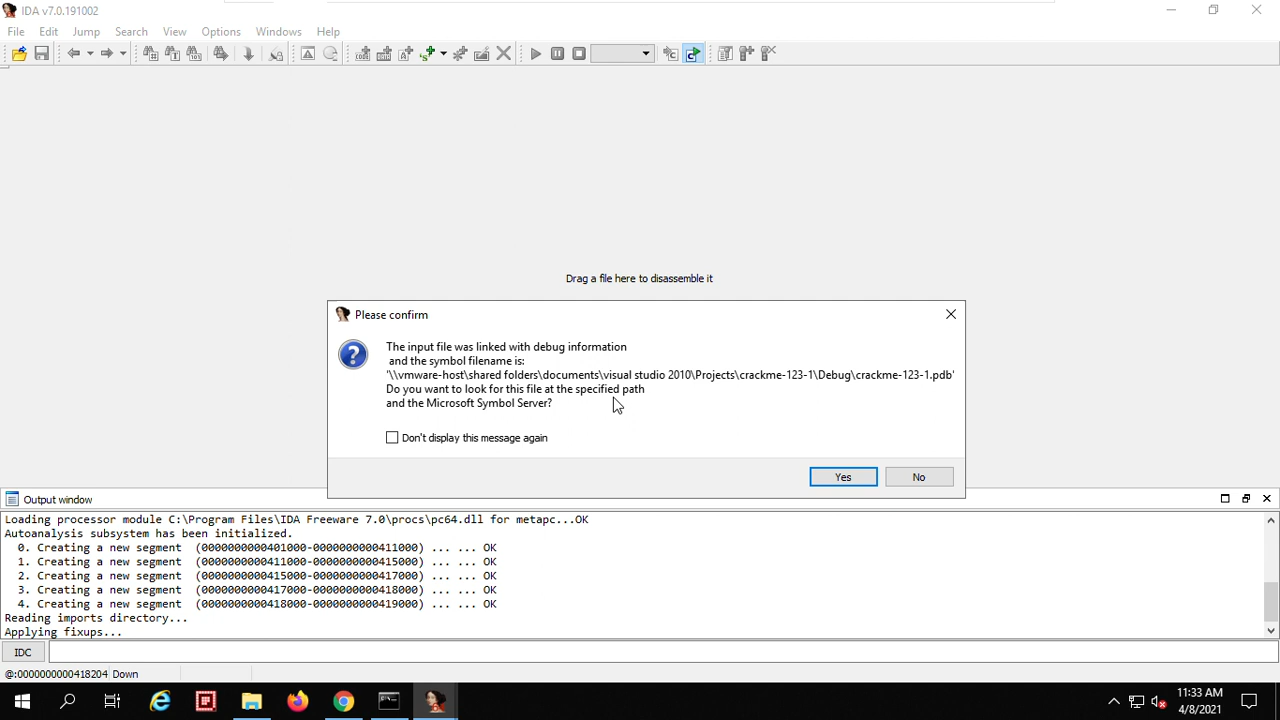 IDA v7.0.191002
File Edit Jump Search View Options Windows Help
Drag a file here to disassemble it
Please confirm
The input file was linked with debug information
and the symbol filename is:
'\\vmware-host\shared folders\documents\visual studio 2010\Projects\crackme-123-1\Debug\crackme-123-1.pdb'
Do you want to look for this file at the specified path
and the Microsoft Symbol Server?
Don't display this message again
Yes No
Output window
Loading processor module C:\Program Files\IDA Freeware 7.0\procs\pc64.dll for metapc...OK
Autoanalysis subsystem has been initialized.
0. Creating a new segment (0000000000401000-0000000000411000) ... ... OK
1. Creating a new segment (0000000000411000-0000000000415000) ... ... OK
2. Creating a new segment (0000000000415000-0000000000417000) ... ... OK
3. Creating a new segment (0000000000417000-0000000000418000) ... ... OK
4. Creating a new segment (0000000000418000-0000000000419000) ... ... OK
Reading imports directory...
Applying fixups...
IDC
@:0000000000418204 Down
11:33 AM
4/8/2021